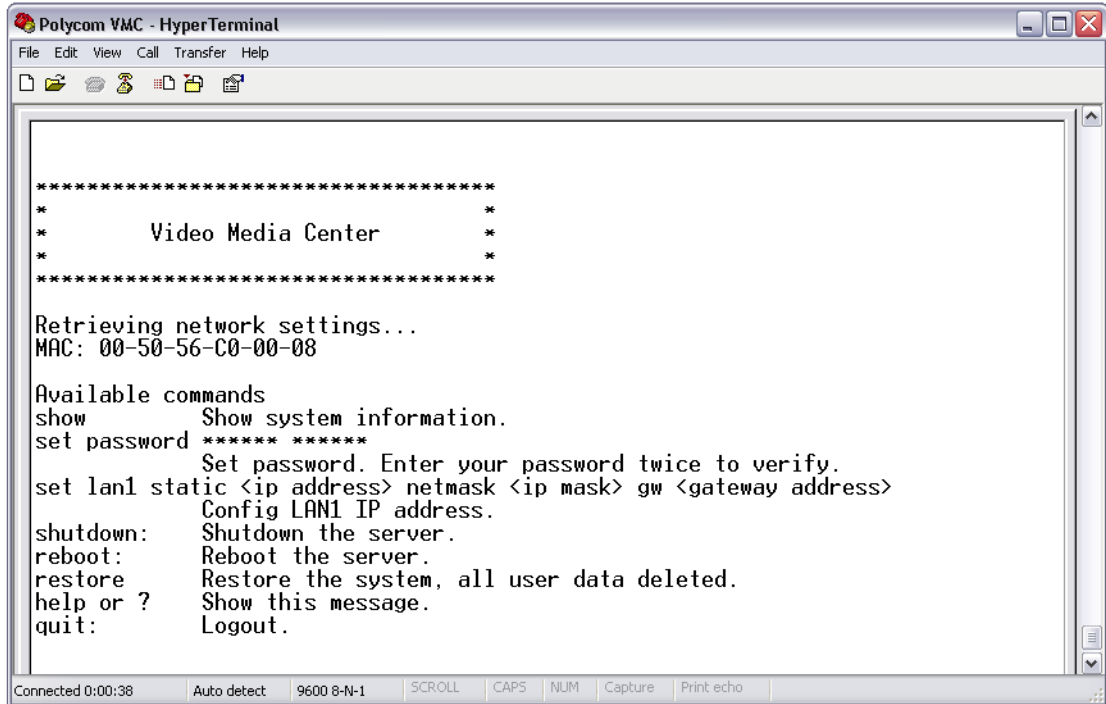 Polycom VMC - HyperTerminal
File Edit View Call Transfer Help
************************************
*                                  *
*        Video Media Center        *
*                                  *
************************************
Retrieving network settings...
MAC: 00-50-56-C0-00-08
Available commands
show         Show system information.
set password ****** ******
             Set password. Enter your password twice to verify.
set lan1 static <ip address> netmask <ip mask> gw <gateway address>
             Config LAN1 IP address.
shutdown:    Shutdown the server.
reboot:      Reboot the server.
restore      Restore the system, all user data deleted.
help or ?    Show this message.
quit:        Logout.
Connected 0:00:38 Auto detect 9600 8-N-1 SCROLL CAPS NUM Capture Print echo